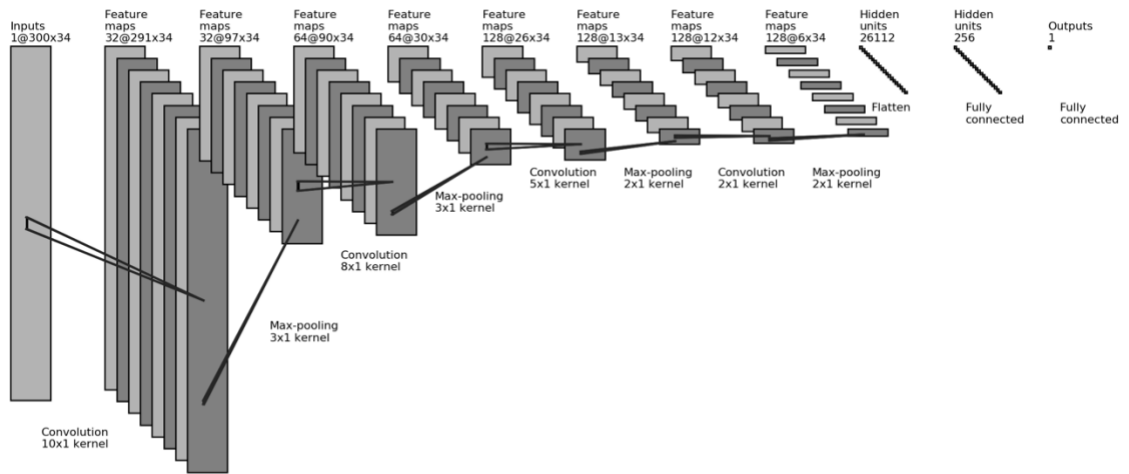 Inputs
1@300x34
Feature
maps
32@291x34
Feature
maps
32@97x34
Feature
maps
64@90x34
Feature
maps
64@30x34
Feature
maps
128@26x34
Feature
maps
128@13x34
Feature
maps
128@12x34
Feature
maps
128@6x34
Hidden
units
26112
Hidden
units
256
Outputs
1
Convolution
10x1 kernel
Max-pooling
3x1 kernel
Convolution
8x1 kernel
Max-pooling
3x1 kernel
Convolution
5x1 kernel
Max-pooling
2x1 kernel
Convolution
2x1 kernel
Max-pooling
2x1 kernel
Flatten
Fully
connected
Fully
connected